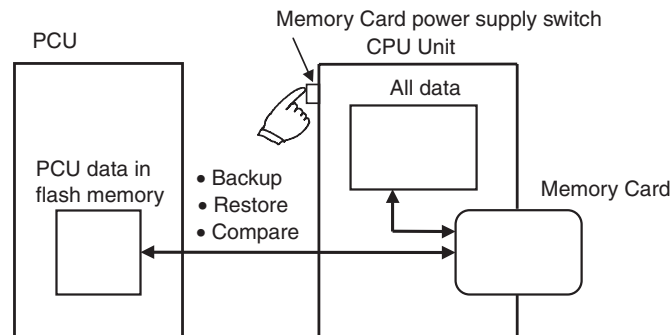 Memory Card power supply switch
PCU
CPU Unit
All data
PCU data in
flash memory
• Backup
• Restore
• Compare
Memory Card